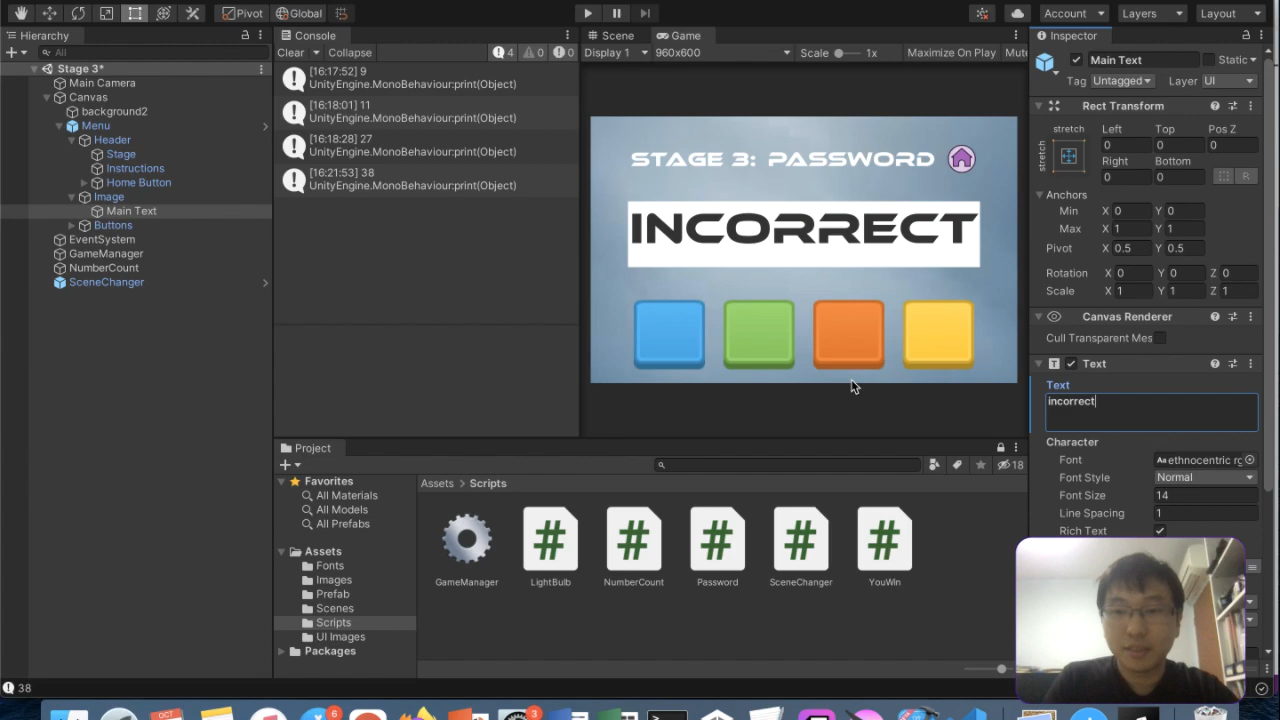 Pivot
Global
Account
Layers
Layout
Hierarchy
All
Stage 3*
Main Camera
Canvas
background2
Menu
Header
Stage
Instructions
Home Button
Image
Main Text
Buttons
EventSystem
GameManager
NumberCount
SceneChanger
Console
Clear
Collapse
4
0
0
[16:17:52] 9
UnityEngine.MonoBehaviour:print(Object)
[16:18:01] 11
UnityEngine.MonoBehaviour:print(Object)
[16:18:28] 27
UnityEngine.MonoBehaviour:print(Object)
[16:21:53] 38
UnityEngine.MonoBehaviour:print(Object)
Scene
Game
Display 1
960x600
Scale
1x
Maximize On Play
Mut
STAGE 3: PASSWORD
INCORRECT
Project
18
Favorites
All Materials
All Models
All Prefabs
Assets
Fonts
Images
Prefab
Scenes
Scripts
UI Images
Packages
Assets > Scripts
GameManager
LightBulb
NumberCount
Password
SceneChanger
YouWin
Inspector
Main Text
Static
Tag Untagged
Layer UI
Rect Transform
stretch
stretch
Left Top Pos Z
0 0 0
Right Bottom
0 0
R
Anchors
Min X 0 Y 0
Max X 1 Y 1
Pivot X 0.5 Y 0.5
Rotation X 0 Y 0 Z 0
Scale X 1 Y 1 Z 1
Canvas Renderer
Cull Transparent Mes
Text
Text
incorrect
Character
Font
Aa ethnocentric rg
Font Style Normal
Font Size 14
Line Spacing 1
Rich Text
38
OCT
6
3